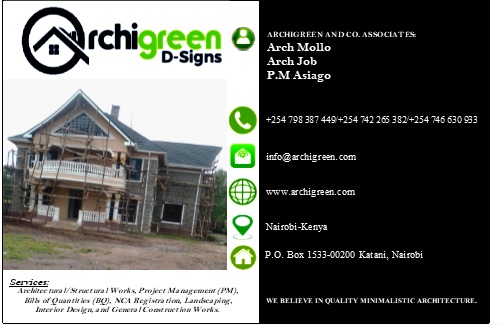 Archigreen
D-Signs
ARCHIGREEN AND CO. ASSOCIATES:
Arch Mollo
Arch Job
P.M Asiago
+254 798 387 449/+254 742 265 382/+254 746 630 933
info@archigreen.com
www.archigreen.com
Nairobi-Kenya
P.O. Box 1533-00200 Katani, Nairobi
Services:
Architectural/Structural Works, Project Management (PM),
Bills of Quantities (BQ), NCA Registration, Landscaping,
Interior Design, and General Construction Works.
WE BELIEVE IN QUALITY MINIMALISTIC ARCHITECTURE.